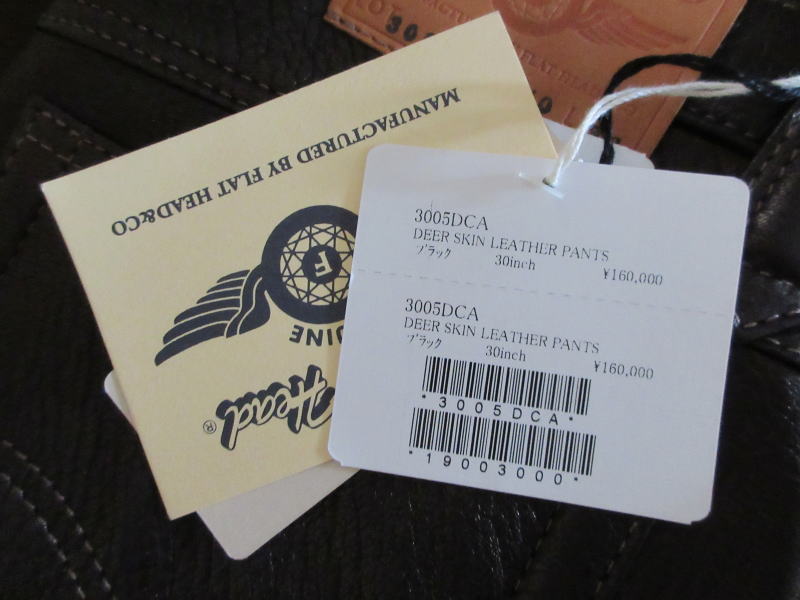 3005DCA
DEER SKIN LEATHER PANTS
ブラック 30inch ¥160,000
3005DCA
DEER SKIN LEATHER PANTS
ブラック 30inch ¥160,000
*3005DCA*
*19003000*
MANUFACTURED BY FLAT HEAD&CO
F
Head®